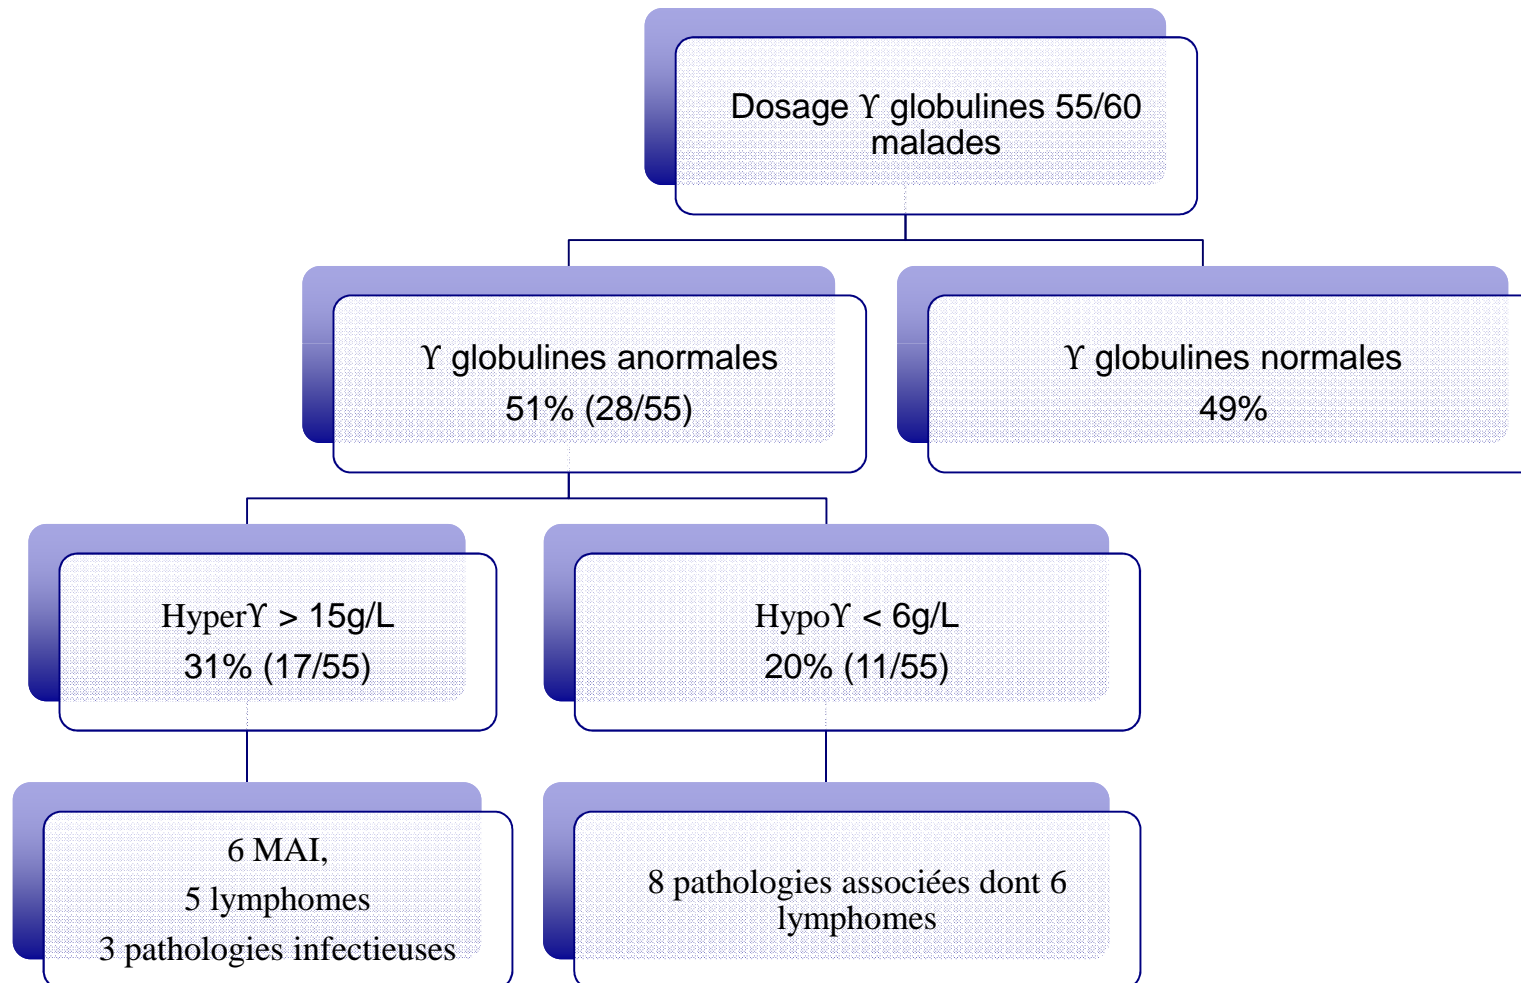 Dosage ϒ globulines 55/60
malades
ϒ globulines anormales
51% (28/55)
ϒ globulines normales
49%
Hyperϒ > 15g/L
31% (17/55)
Hypoϒ < 6g/L
20% (11/55)
6 MAI,
5 lymphomes
3 pathologies infectieuses
8 pathologies associées dont 6
lymphomes